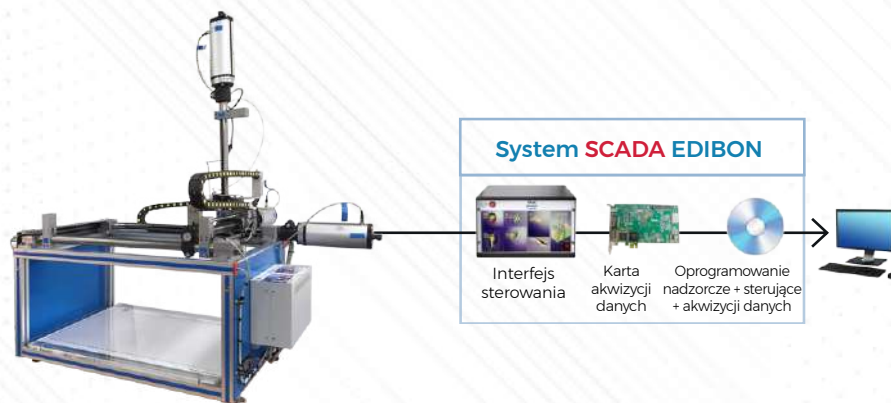 System SCADA EDIBON
Interfejs
sterowania
Karta
akwizycji
danych
Oprogramowanie
nadzorcze + sterujące
+ akwizycji danych